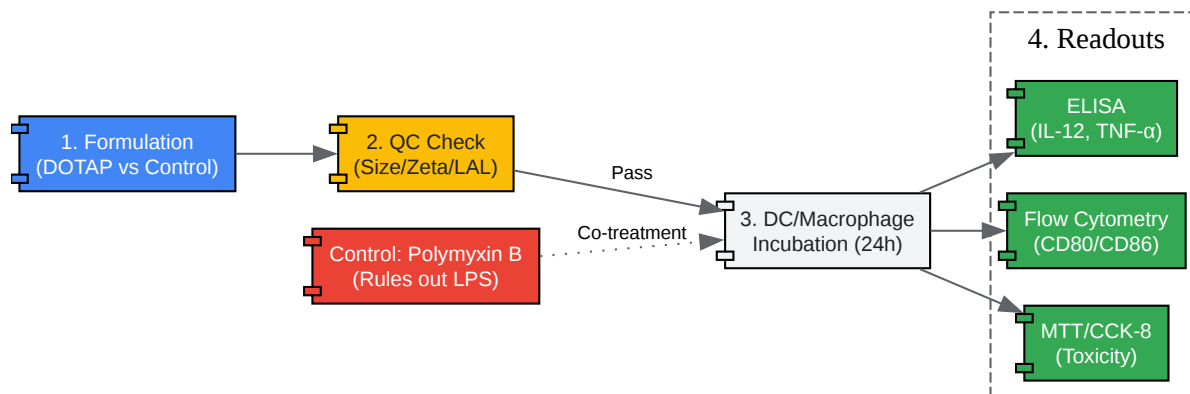 1. Formulation
(DOTAP vs Control)
2. QC Check
(Size/Zeta/LAL)
Pass
Control: Polymyxin B
(Rules out LPS)
Co-treatment
3. DC/Macrophage
Incubation (24h)
4. Readouts
ELISA
(IL-12, TNF-α)
Flow Cytometry
(CD80/CD86)
MTT/CCK-8
(Toxicity)